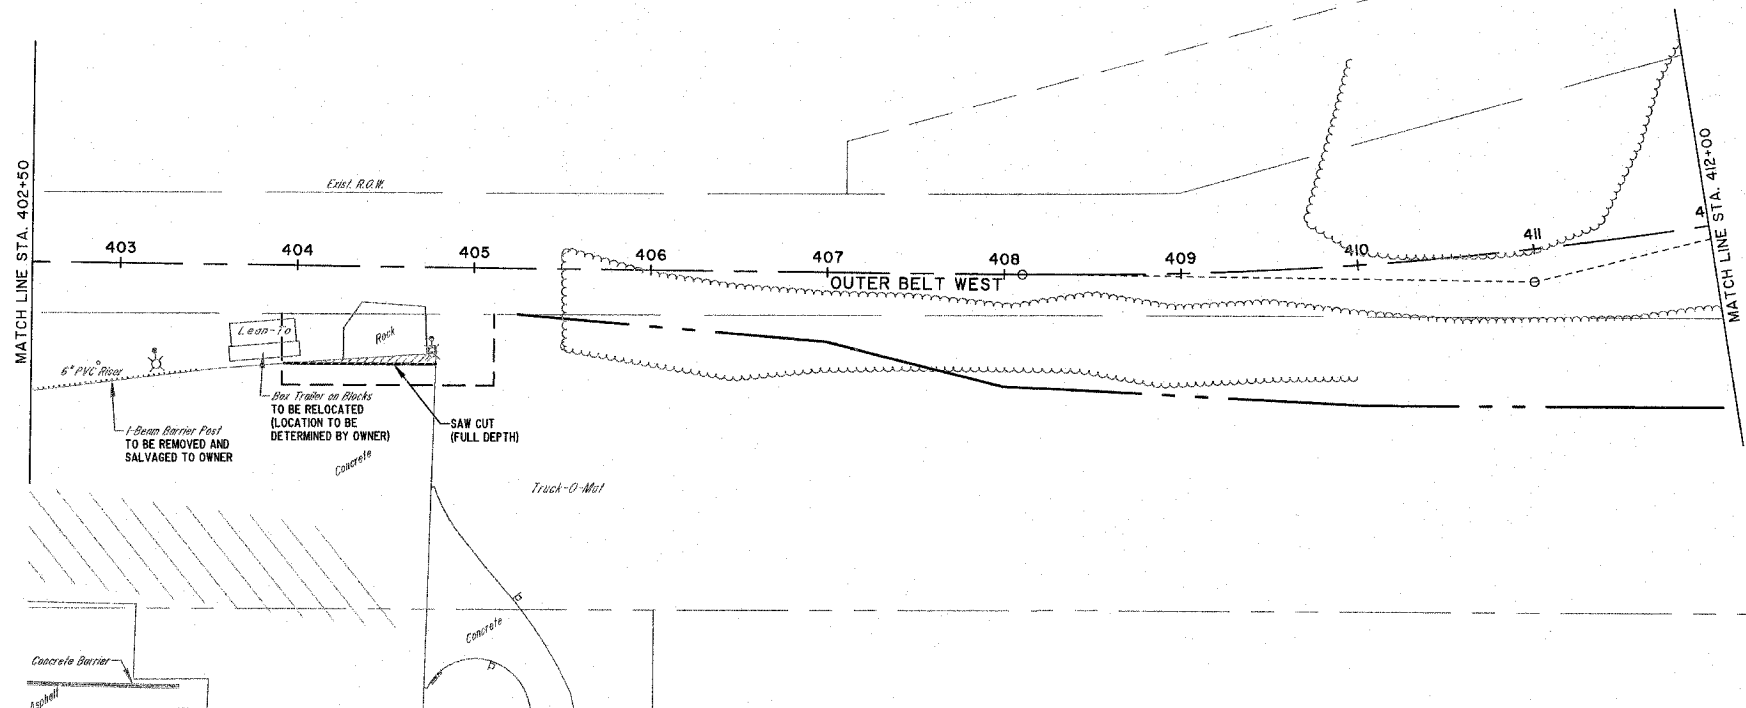 Exist. R.O.W.
MATCH LINE STA. 402+50
MATCH LINE STA. 412+00
403
404
405
406
407
408
409
410
411
4
OUTER BELT WEST
Lean-To
Rock
6" PVC Riser
Box Trailer on Blocks
TO BE RELOCATED
(LOCATION TO BE
DETERMINED BY OWNER)
SAW CUT
(FULL DEPTH)
I-Beam Barrier Post
TO BE REMOVED AND
SALVAGED TO OWNER
Concrete
Truck-O-Mat
Concrete
Concrete Barrier
Asphalt